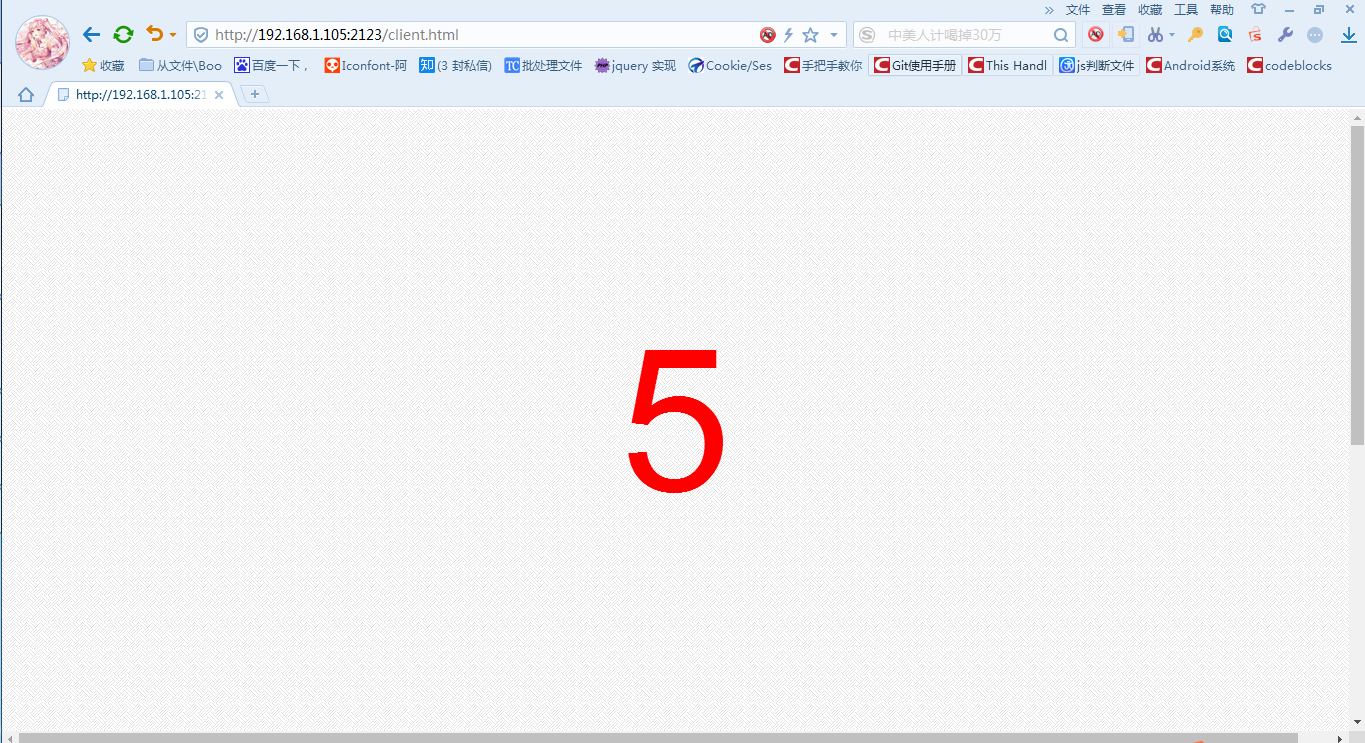 文件 查看 收藏 工具 帮助
http://192.168.1.105:2123/client.html 中美人计喝掉30万
收藏 从文件\Boo 百度一下， Iconfont-阿 知 (3 封私信) TC 批处理文件 jquery 实现 Cookie/Ses 手把手教你 Git使用手册 This Handl js判断文件 Android系统 codeblocks
http://192.168.1.105:21
5